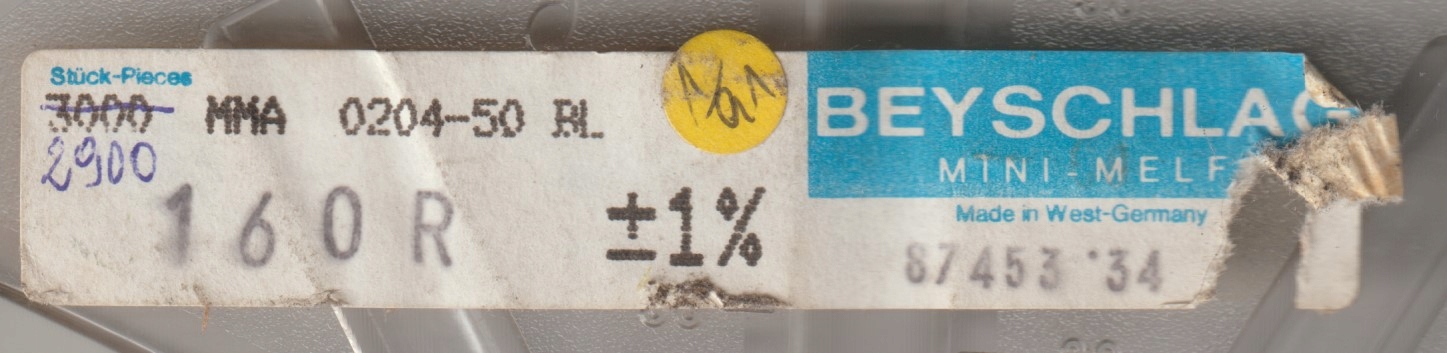 Stück-Pieces
3000 MMA 0204-50 BL
2900
160R
±1%
BEYSCHLAG
MINI-MELF
Made in West-Germany
87453 '34